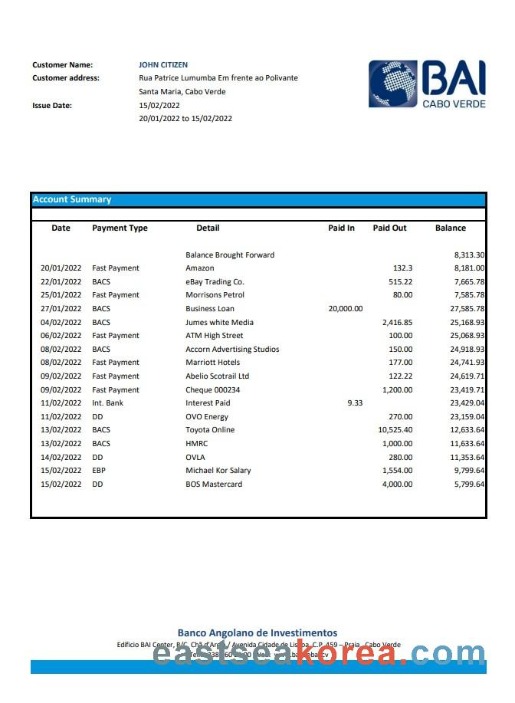 Customer Name: JOHN CITIZEN
Customer address: Rua Patrice Lumumba Em frente ao Polivante
Santa Maria, Cabo Verde
Issue Date: 15/02/2022
20/01/2022 to 15/02/2022
BAI
CABO VERDE
Account Summary
Date Payment Type Detail Paid In Paid Out Balance
Balance Brought Forward 8,313.30
20/01/2022 Fast Payment Amazon 132.3 8,181.00
22/01/2022 BACS eBay Trading Co. 515.22 7,665.78
25/01/2022 Fast Payment Morrisons Petrol 80.00 7,585.78
27/01/2022 BACS Business Loan 20,000.00 27,585.78
04/02/2022 BACS Jumes white Media 2,416.85 25,168.93
06/02/2022 Fast Payment ATM High Street 100.00 25,068.93
08/02/2022 BACS Accorn Advertising Studios 150.00 24,918.93
08/02/2022 Fast Payment Marriott Hotels 177.00 24,741.93
09/02/2022 Fast Payment Abelio Scotrail Ltd 122.22 24,619.71
09/02/2022 Fast Payment Cheque 000234 1,200.00 23,419.71
11/02/2022 Int. Bank Interest Paid 9.33 23,429.04
11/02/2022 DD OVO Energy 270.00 23,159.04
13/02/2022 BACS Toyota Online 10,525.40 12,633.64
13/02/2022 BACS HMRC 1,000.00 11,633.64
14/02/2022 DD OVLA 280.00 11,353.64
15/02/2022 EBP Michael Kor Salary 1,554.00 9,799.64
15/02/2022 DD BOS Mastercard 4,000.00 5,799.64
Banco Angolano de Investimentos
Edifício BAI Center, R/C, Chã d'Areia / Avenida Cidade de Lisboa, C.P. 459 – Praia - Cabo Verde
eastseakorea.com